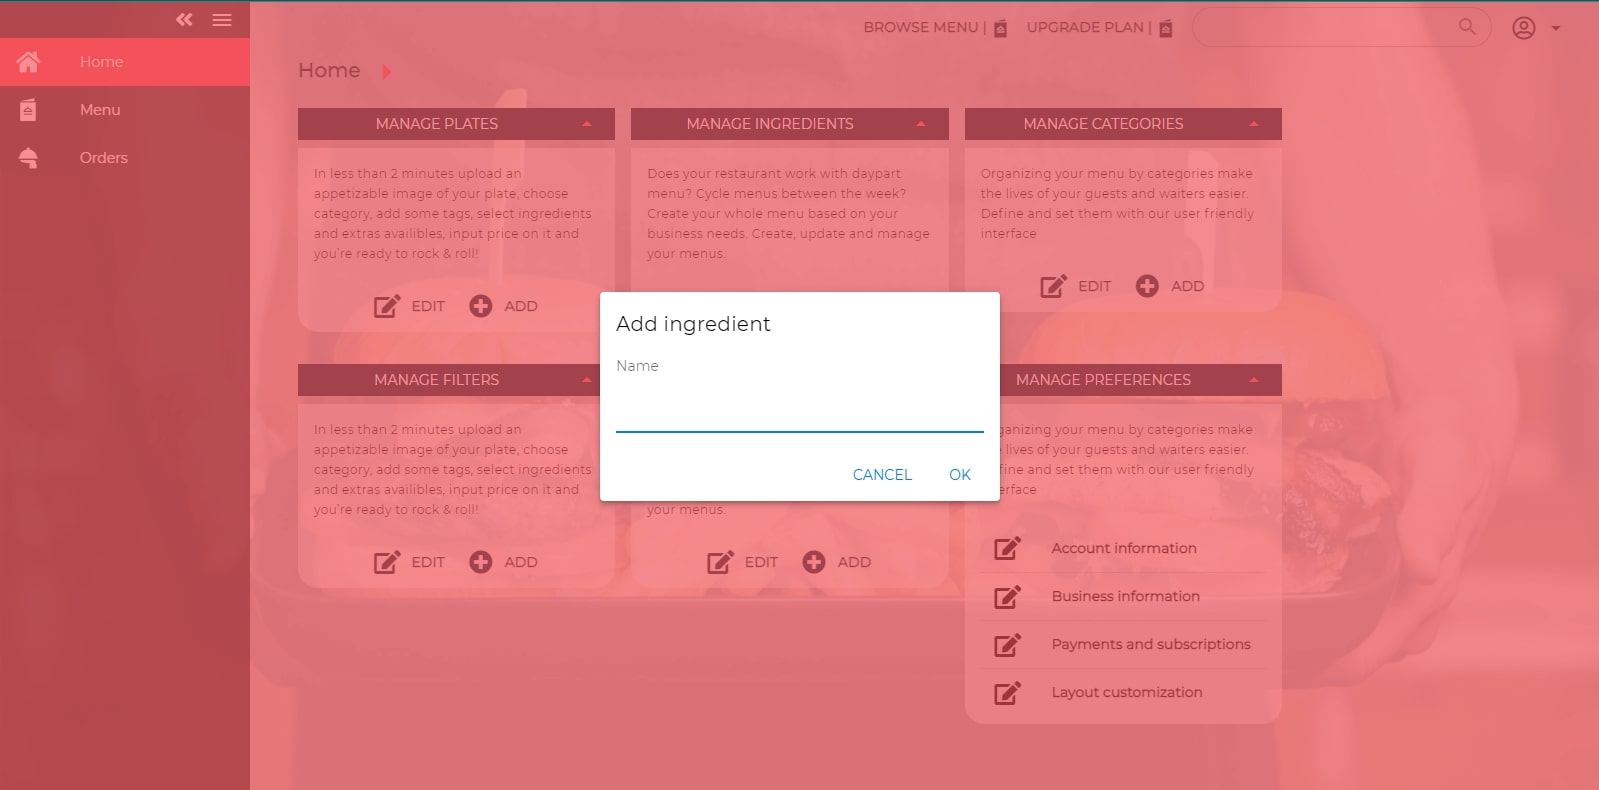 BROWSE MENU |
UPGRADE PLAN |
Home
Menu
Orders
Home
MANAGE PLATES
In less than 2 minutes upload an
appetizable image of your plate, choose
category, add some tags, select ingredients
and extras availibles, input price on it and
you're ready to rock & roll!
EDIT
ADD
MANAGE INGREDIENTS
Does your restaurant work with daypart
menu? Cycle menus between the week?
Create your whole menu based on your
business needs. Create, update and manage
your menus.
MANAGE CATEGORIES
Organizing your menu by categories make
the lives of your guests and waiters easier.
Define and set them with our user friendly
interface
EDIT
ADD
Add ingredient
Name
CANCEL
OK
MANAGE FILTERS
In less than 2 minutes upload an
appetizable image of your plate, choose
category, add some tags, select ingredients
and extras availibles, input price on it and
you're ready to rock & roll!
EDIT
ADD
your menus.
EDIT
ADD
MANAGE PREFERENCES
ganizing your menu by categories make
lives of your guests and waiters easier.
fine and set them with our user friendly
erface
Account information
Business information
Payments and subscriptions
Layout customization